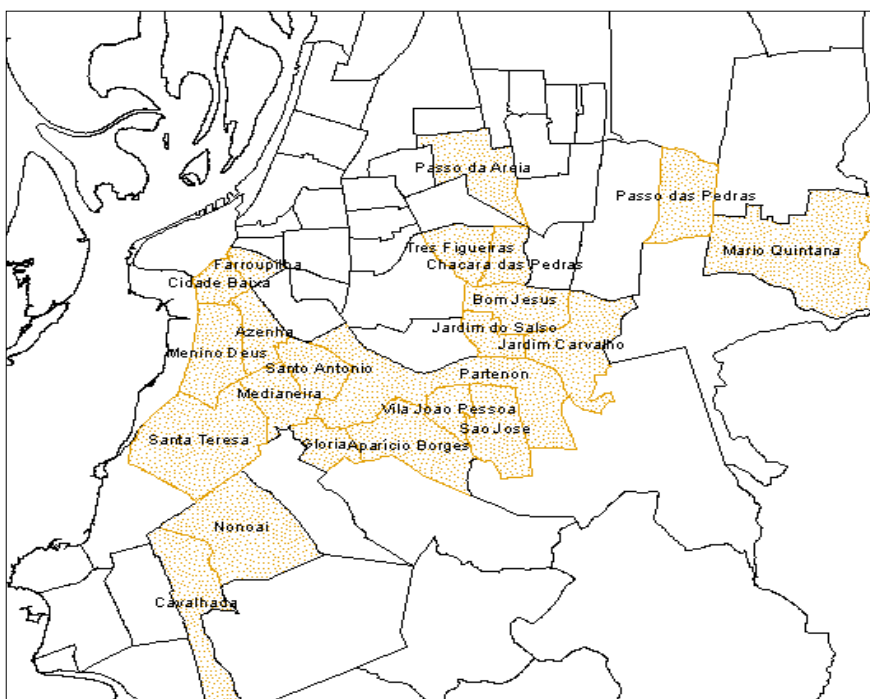 Passo da Areia
Passo das Pedras
Tres Figueiras
Mario Quintana
Farroupilha
Chacara das Pedras
Cidade Baixa
Bom Jesus
Azenha
Jardim do Salso
Jardim Carvalho
Menino Deus
Santo Antonio
Partenon
Medianeira
Vila Joao Pessoa
Sao Jose
Santa Teresa
Gloria
Aparício Borges
Nonoai
Cavalhada